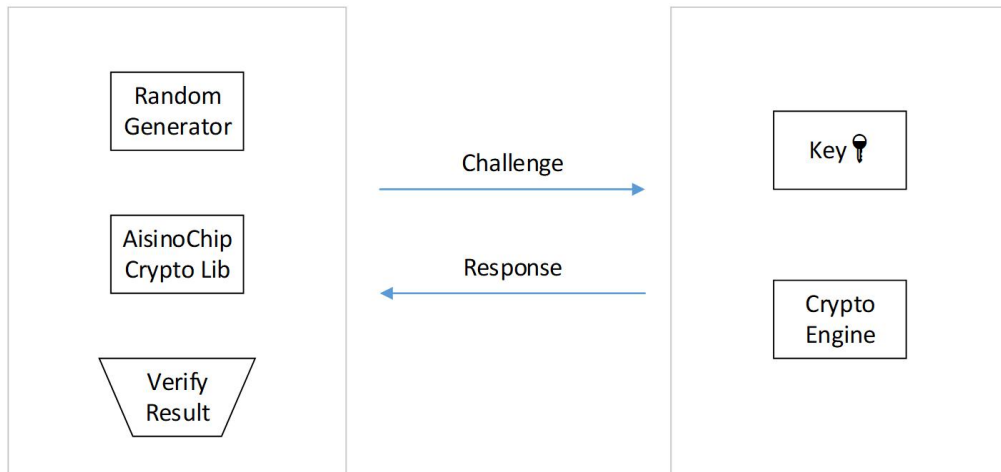 Random
Generator
AisinoChip
Crypto Lib
Verify
Result
Challenge
Response
Key
Crypto
Engine